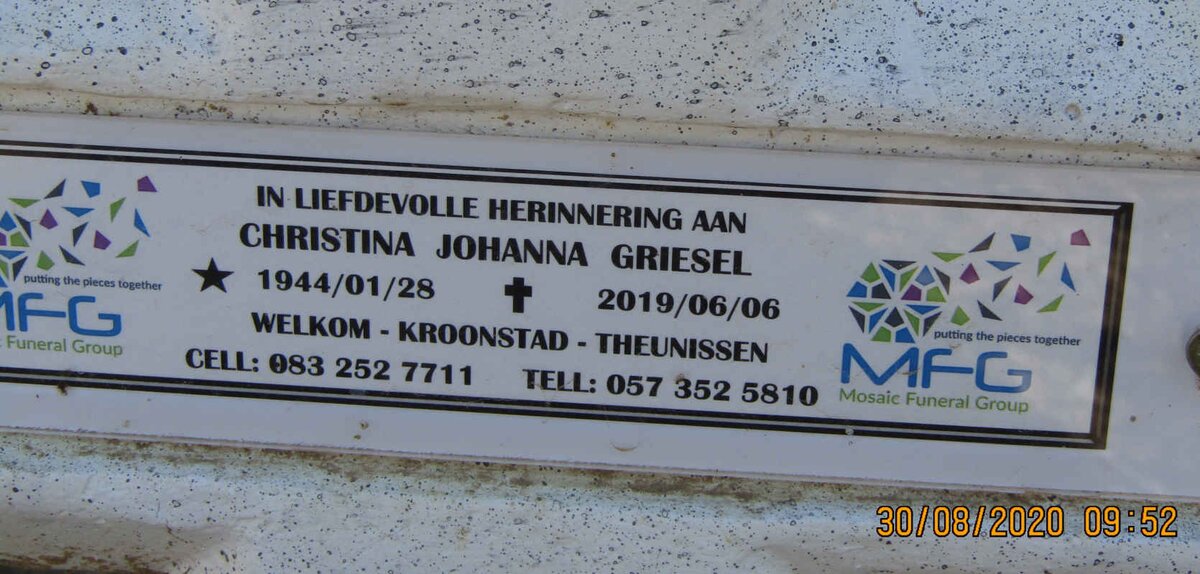 IN LIEFDEVOLLE HERINNERING AAN
CHRISTINA JOHANNA GRIESEL
1944/01/28 2019/06/06
WELKOM - KROONSTAD - THEUNISSEN
CELL: 083 252 7711 TELL: 057 352 5810
putting the pieces together
MFG
Funeral Group
putting the pieces together
MFG
Mosaic Funeral Group
30/08/2020 09:52